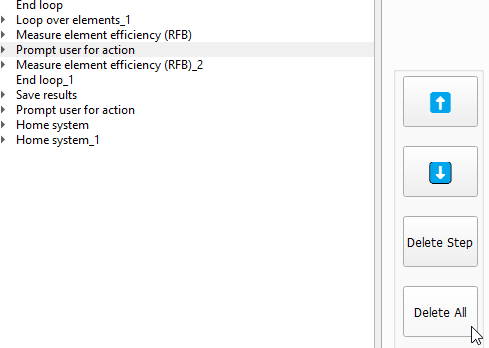 End loop
Loop over elements_1
Measure element efficiency (RFB)
Prompt user for action
Measure element efficiency (RFB)_2
End loop_1
Save results
Prompt user for action
Home system
Home system_1
Delete Step
Delete All